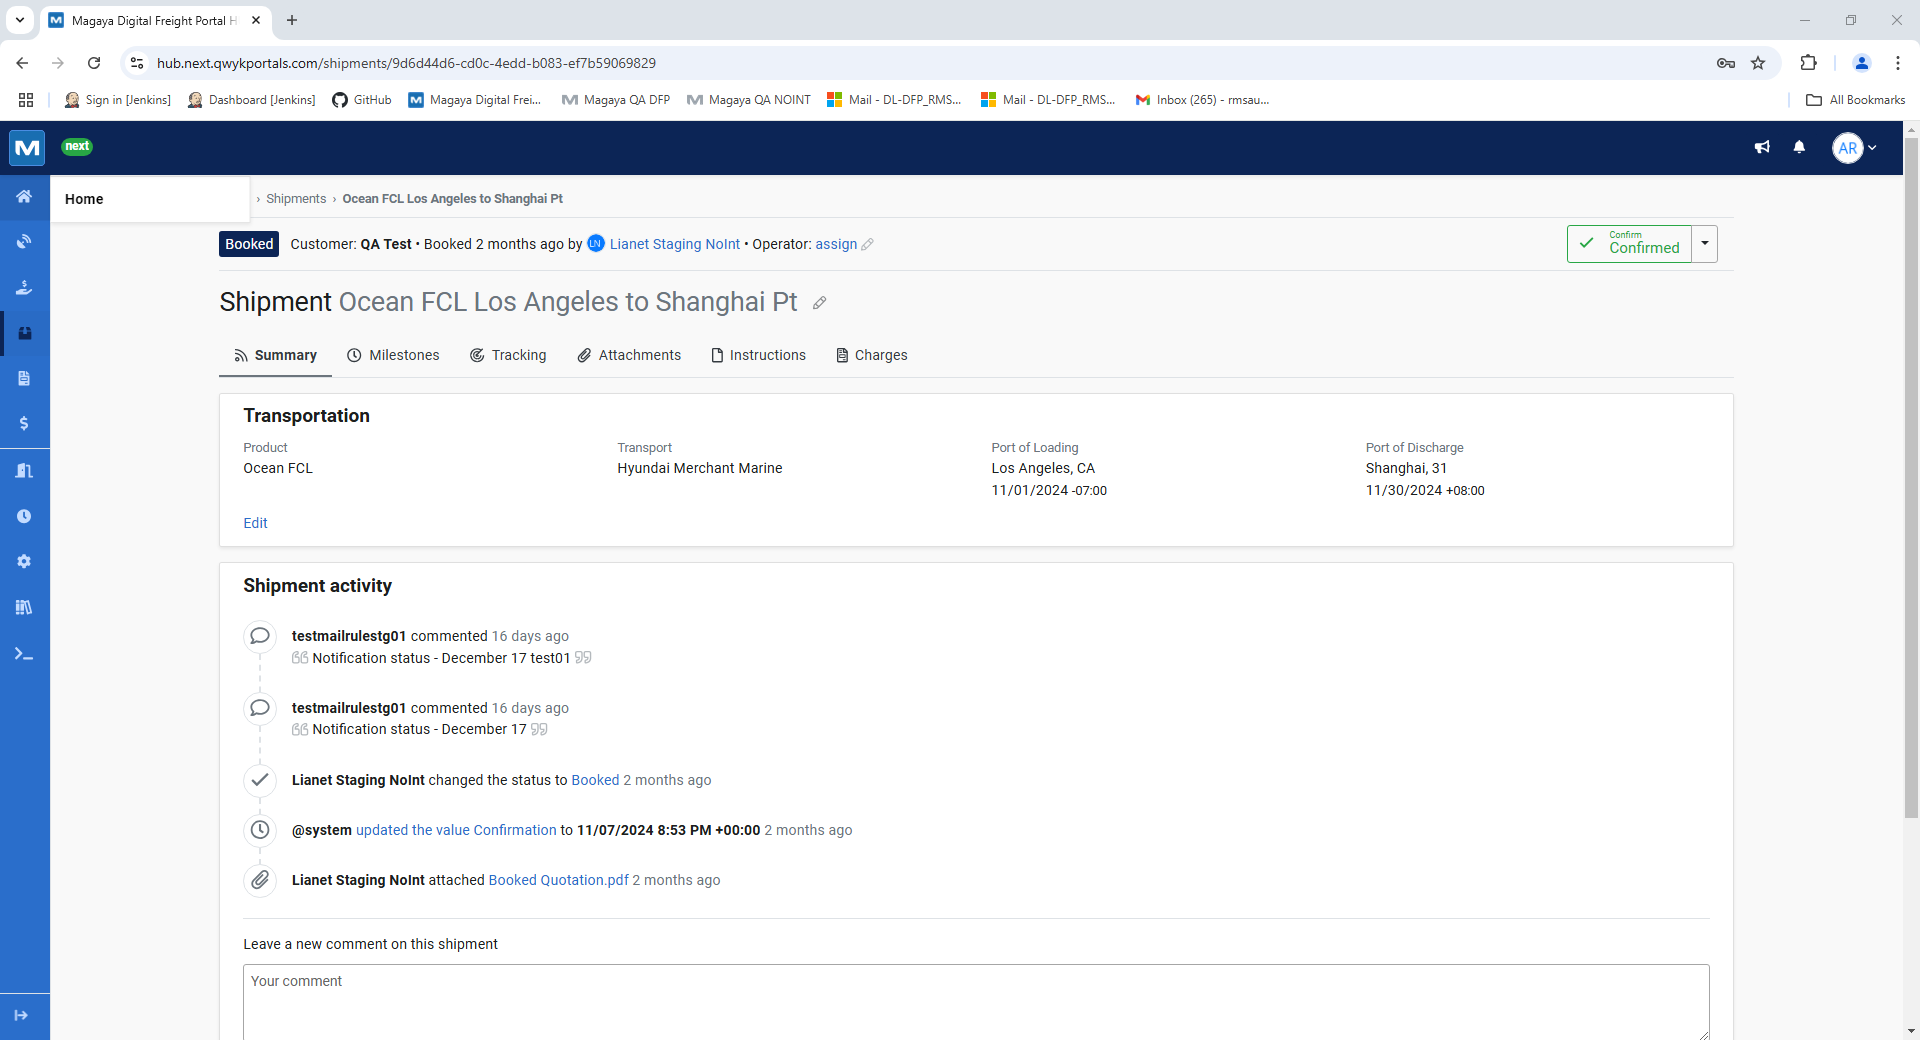 Magaya Digital Freight Portal H
hub.next.qwykportals.com/shipments/9d6d44d6-cd0c-4edd-b083-ef7b59069829
Sign in [Jenkins]
Dashboard [Jenkins]
GitHub
Magaya Digital Frei...
Magaya QA DFP
Magaya QA NOINT
Mail - DL-DFP_RMS...
Mail - DL-DFP_RMS...
Inbox (265) - rmsau...
All Bookmarks
next
AR
Home
› Shipments › Ocean FCL Los Angeles to Shanghai Pt
Booked Customer: QA Test • Booked 2 months ago by LN Lianet Staging NoInt • Operator: assign
Confirm
Confirmed
Shipment Ocean FCL Los Angeles to Shanghai Pt
Summary
Milestones
Tracking
Attachments
Instructions
Charges
Transportation
Product
Ocean FCL
Transport
Hyundai Merchant Marine
Port of Loading
Los Angeles, CA
11/01/2024 -07:00
Port of Discharge
Shanghai, 31
11/30/2024 +08:00
Edit
Shipment activity
testmailrulestg01 commented 16 days ago
Notification status - December 17 test01
testmailrulestg01 commented 16 days ago
Notification status - December 17
Lianet Staging NoInt changed the status to Booked 2 months ago
@system updated the value Confirmation to 11/07/2024 8:53 PM +00:00 2 months ago
Lianet Staging NoInt attached Booked Quotation.pdf 2 months ago
Leave a new comment on this shipment
Your comment